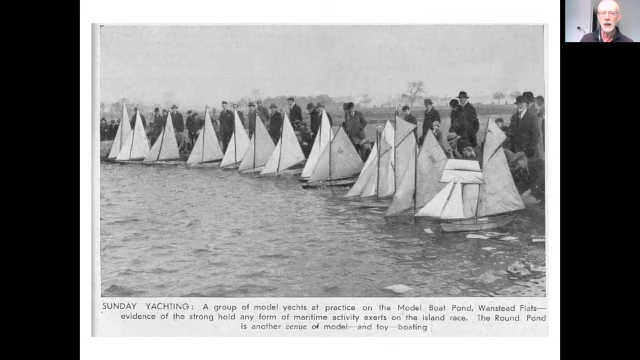 SUNDAY YACHTING: A group of model yachts at practice on the Model Boat Pond, Wanstead Flats—
evidence of the strong hold any form of maritime activity exerts on the island race. The Round Pond
is another venue of model—and toy—boating